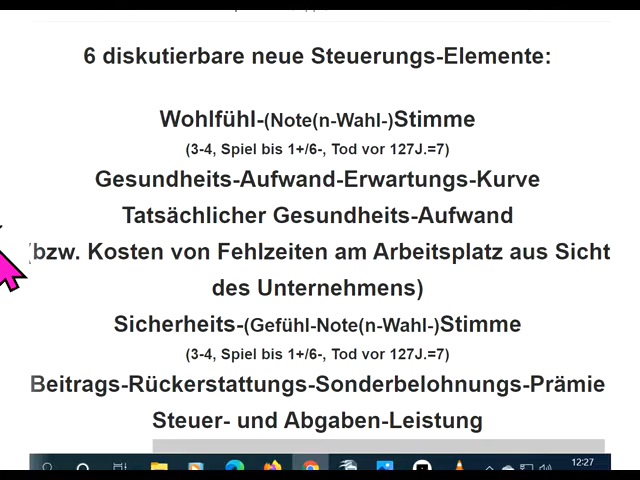 6 diskutierbare neue Steuerungs-Elemente:
Wohlfühl-(Note(n-Wahl-)Stimme
(3-4, Spiel bis 1+/6-, Tod vor 127J.=7)
Gesundheits-Aufwand-Erwartungs-Kurve
Tatsächlicher Gesundheits-Aufwand
(bzw. Kosten von Fehlzeiten am Arbeitsplatz aus Sicht
des Unternehmens)
Sicherheits-(Gefühl-Note(n-Wahl-)Stimme
(3-4, Spiel bis 1+/6-, Tod vor 127J.=7)
Beitrags-Rückerstattungs-Sonderbelohnungs-Prämie
Steuer- und Abgaben-Leistung
12:27